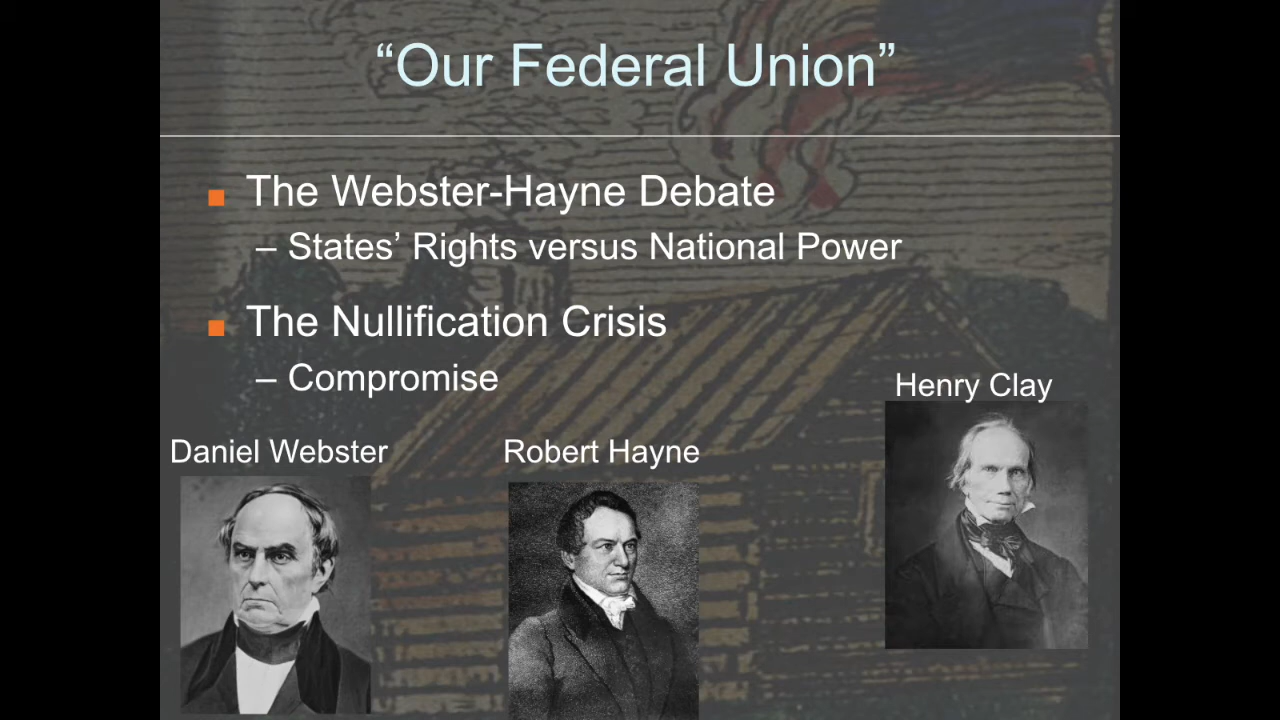 “Our Federal Union”
■ The Webster-Hayne Debate
– States’ Rights versus National Power
■ The Nullification Crisis
– Compromise
Henry Clay
Daniel Webster
Robert Hayne